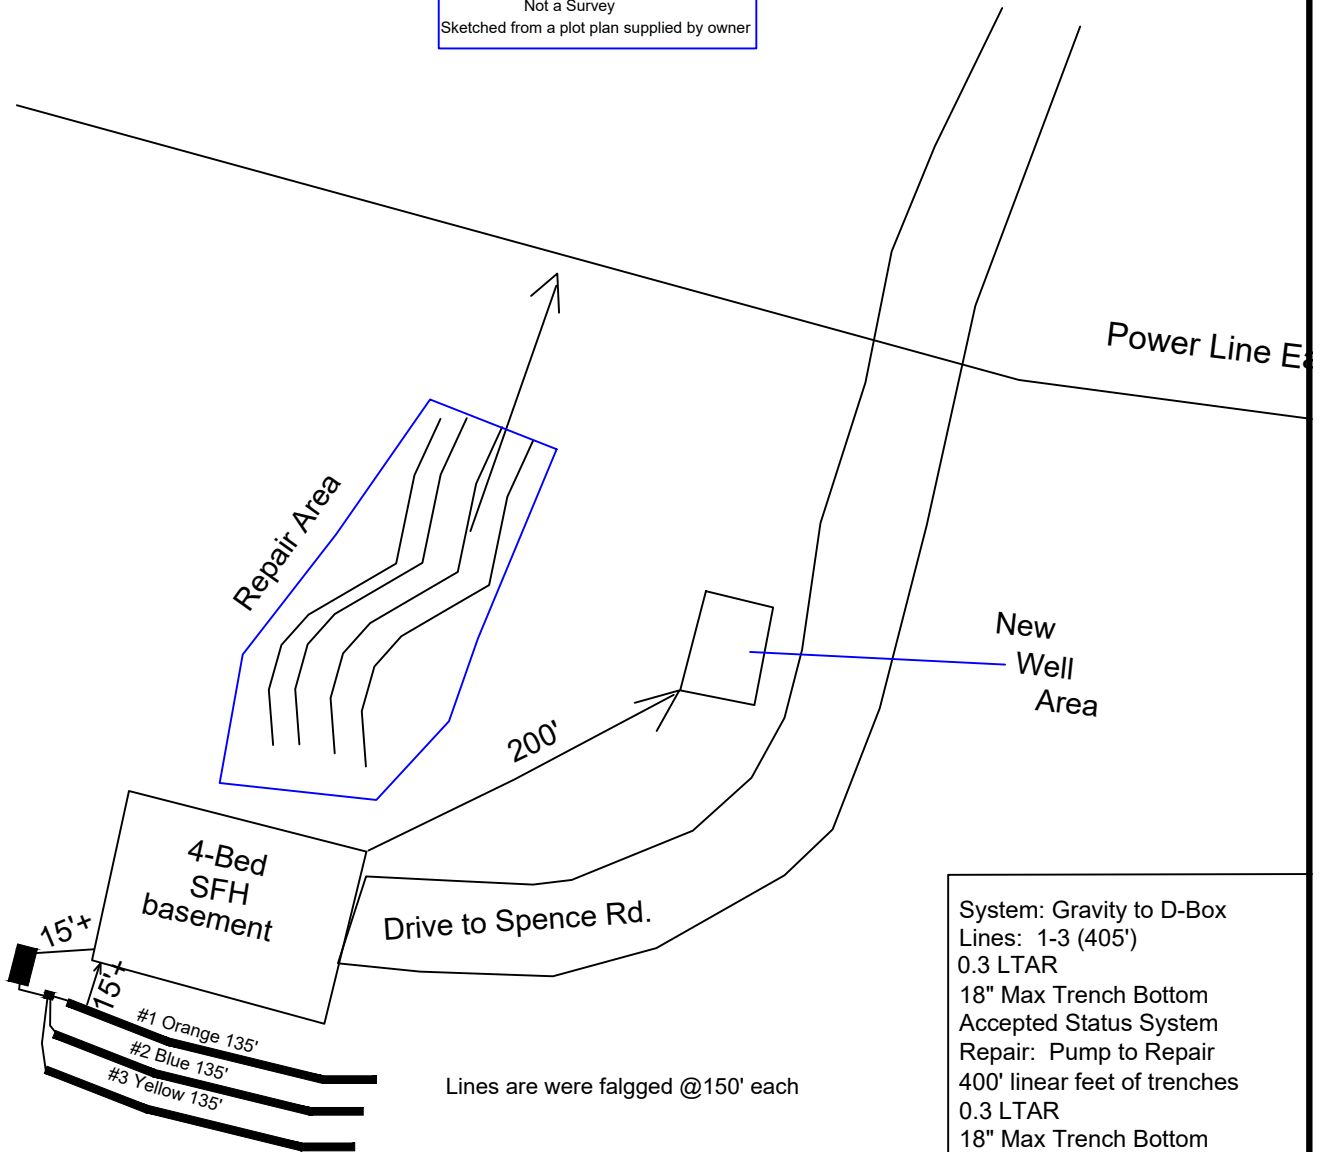 Not a Survey
Sketched from a plot plan supplied by owner
Power Line
Repair Area
New
Well
Area
200'
4-Bed
SFH
basement
15'+
15'+
Drive to Spence Rd.
#1 Orange 135'
#2 Blue 135'
#3 Yellow 135'
Lines are were falgged @150' each
System: Gravity to D-Box
Lines: 1-3 (405')
0.3 LTAR
18" Max Trench Bottom
Accepted Status System
Repair: Pump to Repair
400' linear feet of trenches
0.3 LTAR
18" Max Trench Bottom